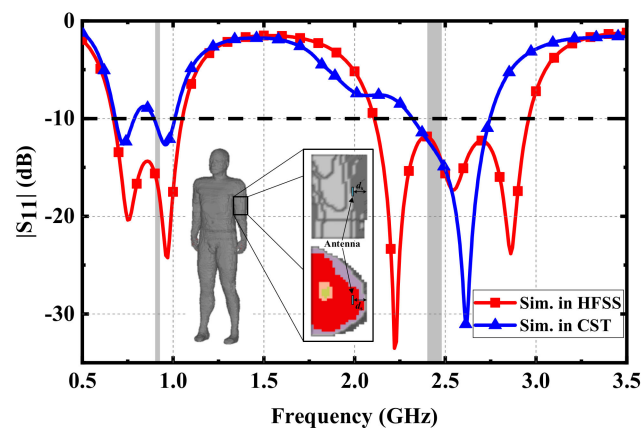 0
-10
-20
-30
|S11| (dB)
0.5 1.0 1.5 2.0 2.5 3.0 3.5
Frequency (GHz)
Antenna
Sim. in HFSS
Sim. in CST